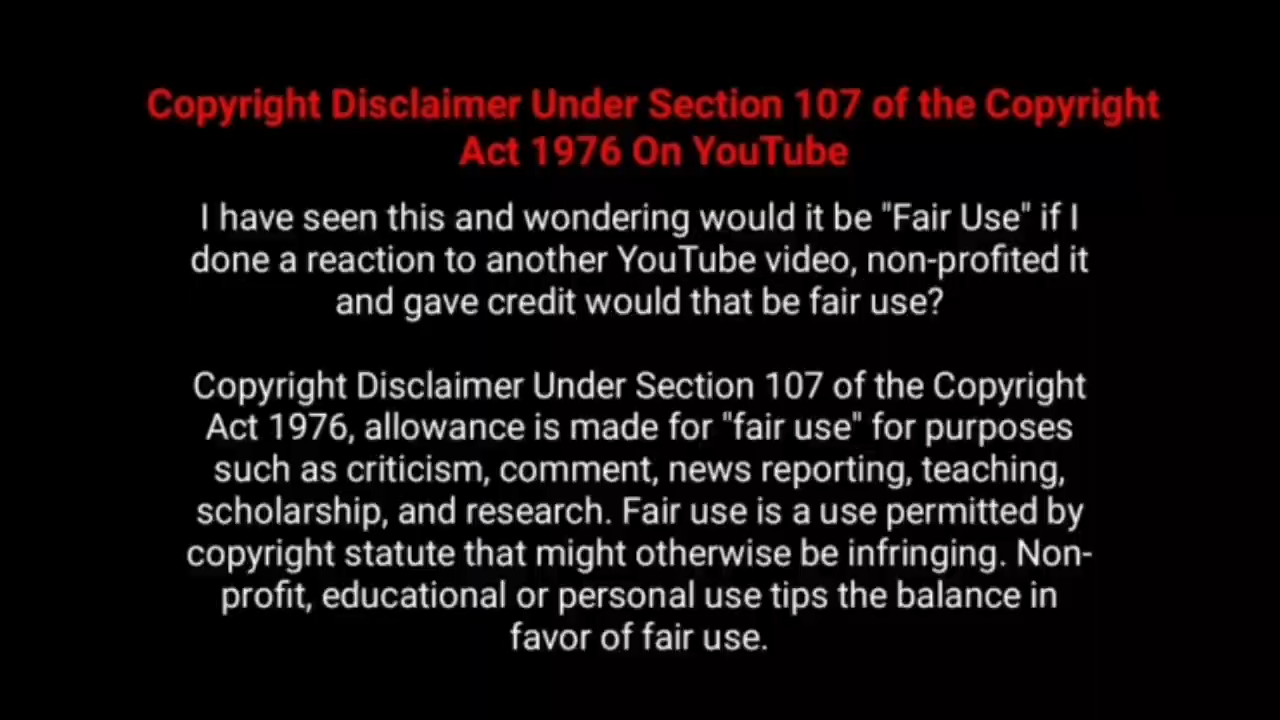 Copyright Disclaimer Under Section 107 of the Copyright
Act 1976 On YouTube
I have seen this and wondering would it be "Fair Use" if I
done a reaction to another YouTube video, non-profited it
and gave credit would that be fair use?
Copyright Disclaimer Under Section 107 of the Copyright
Act 1976, allowance is made for "fair use" for purposes
such as criticism, comment, news reporting, teaching,
scholarship, and research. Fair use is a use permitted by
copyright statute that might otherwise be infringing. Non-
profit, educational or personal use tips the balance in
favor of fair use.